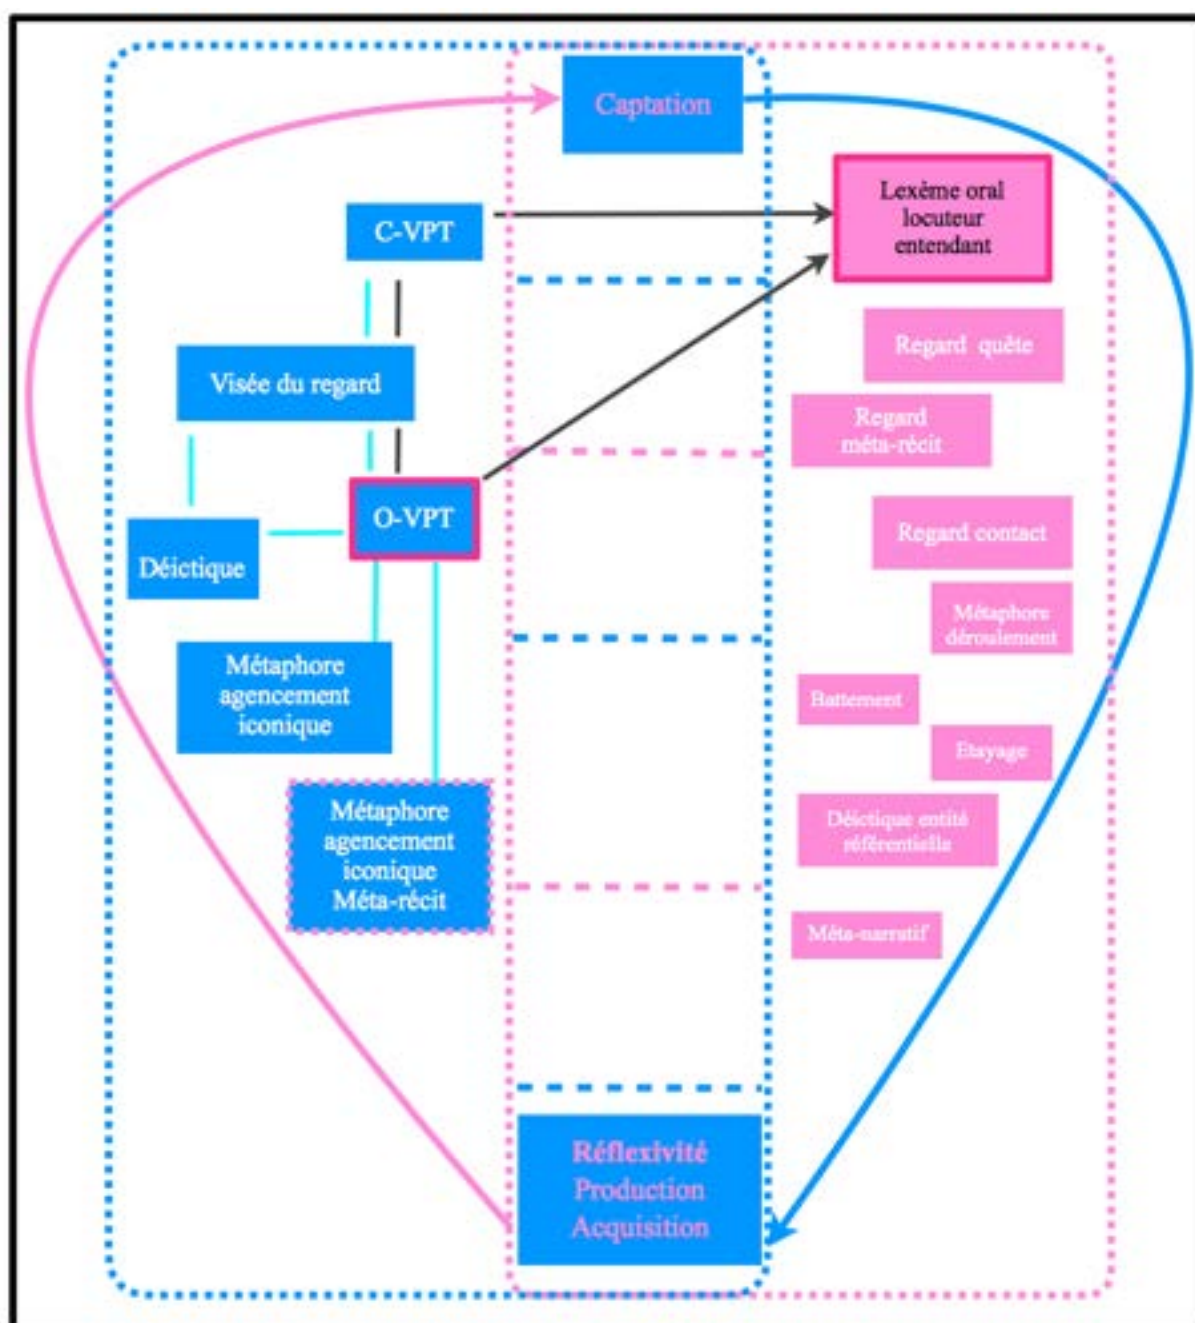 Captation
C-VPT
Lexème oral
locuteur
entendant
Visée du regard
Regard quête
Regard
méta-récit
O-VPT
Déictique
Regard contact
Métaphore
déroulement
Métaphore
agencement
iconique
Battement
Etayage
Métaphore
agencement
iconique
Méta-récit
Déictique entité
référentielle
Méta-narratif
Réflexivité
Production
Acquisition